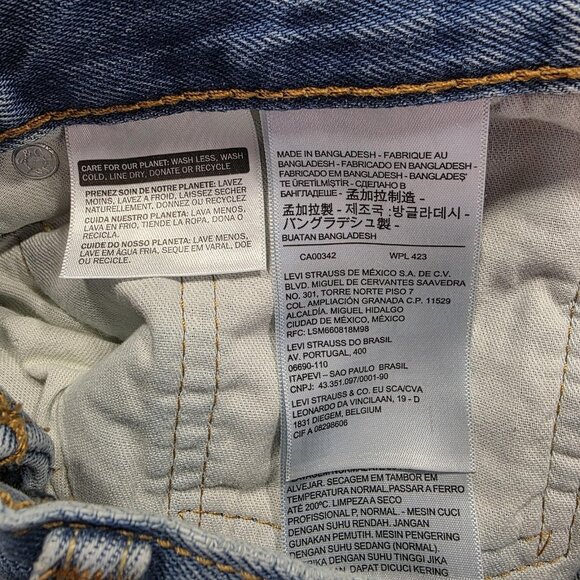 CARE FOR OUR PLANET: WASH LESS, WASH
COLD, LINE DRY, DONATE OR RECYCLE
PRENEZ SOIN DE NOTRE PLANETE: LAVEZ
MOINS, LAVEZ A FROID, LAISSEZ SECHER
NATURELLEMENT, DONNEZ OU RECYCLEZ
CUIDA NUESTRO PLANETA: LAVA MENOS,
LAVA EN FRIO, TIENDE LA ROPA, DONA O
RECICLA
CUIDE DO NOSSO PLANETA: LAVE MENOS,
LAVE EM ÁGUA FRIA, SEQUE EM VARAL, DOE
OU RECICLE.
MADE IN BANGLADESH - FABRIQUE AU
BANGLADESH - FABRICADO EN BANGLADESH -
FABRICADO EM BANGLADESH - BANGLADEŞ'
TE ÜRETİLMİŞTİR - СДЕЛАНО В
БАНГЛАДЕШЕ - 孟加拉制造 -
孟加拉製 - 제조국 :방글라데시 -
バングラデシュ製 -
BUATAN BANGLADESH
CA00342 WPL 423
LEVI STRAUSS DE MÉXICO S.A. DE C.V.
BLVD. MIGUEL DE CERVANTES SAAVEDRA
NO. 301, TORRE NORTE PISO 7
COL. AMPLIACIÓN GRANADA C.P. 11529
ALCALDÍA. MIGUEL HIDALGO
CIUDAD DE MÉXICO, MÉXICO
RFC: LSM660818M98
LEVI STRAUSS DO BRASIL
AV. PORTUGAL, 400
06690-110
ITAPEVI – SAO PAULO BRASIL
CNPJ: 43.351.097/0001-90
LEVI STRAUSS & CO EU SCA/CVA
LEONARDO DA VINCILAAN, 19 - D
1831 DIEGEM, BELGIUM
CIF A 08298606
ALVEJAR. SECAGEM EM TAMBOR EM
TEMPERATURA NORMAL,PASSAR A FERRO
ATÉ 200°C. LIMPEZA A SECO
PROFISSIONAL P, NORMAL. - MESIN CUCI
DENGAN SUHU RENDAH. JANGAN
GUNAKAN PEMUTIH. MESIN PENGERING
DENGAN SUHU SEDANG (NORMAL).